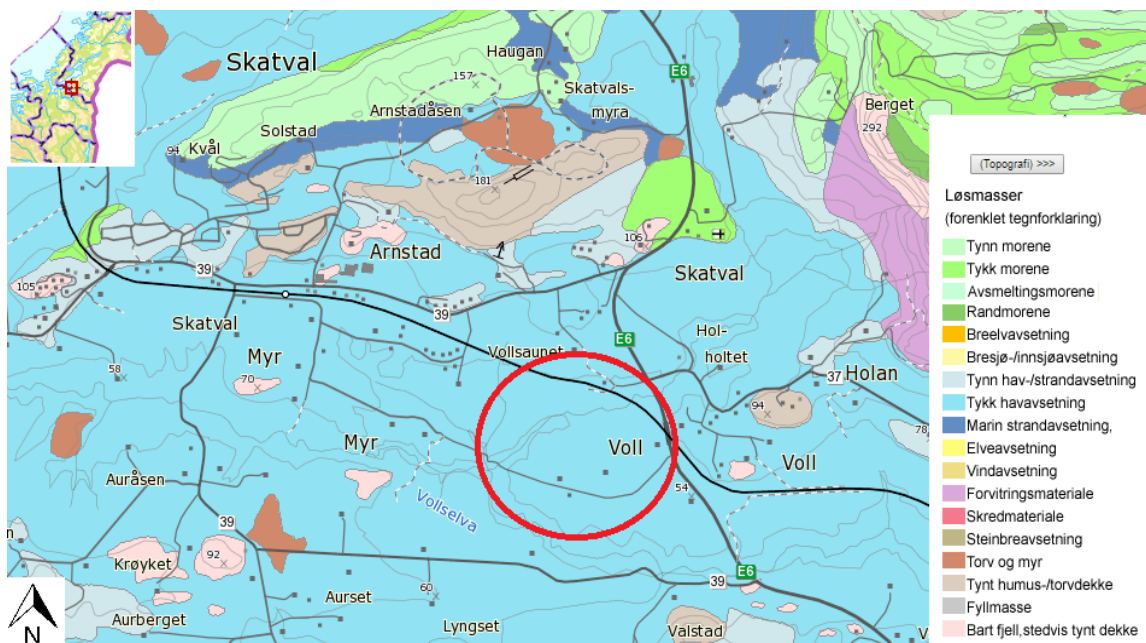 Skatval
Haugan
157
E6
Arnstadåsen
Skatvals-
myra
Berget
292
Solstad
94
Kvål
181
Arnstad
106
Skatval
39
105
39
Skatval
Hol-
holtet
E6
Vollsaunet
Myr
37
Holan
58
70
94
78
Myr
Voll
Voll
Auråsen
54
Vollselva
39
n
92
Krøyket
E6
39
60
Aurset
Aurberget
Lyngset
Valstad
V
N
(Topografi) >>>
Løsmasser
(forenklet tegnforklaring)
Tynn morene
Tykk morene
Avsmeltingsmorene
Randmorene
Breelvavsetning
Bresjø-/innsjøavsetning
Tynn hav-/strandavsetning
Tykk havavsetning
Marin strandavsetning,
Elveavsetning
Vindavsetning
Forvitringsmateriale
Skredmateriale
Steinbreavsetning
Torv og myr
Tynt humus-/torvdekke
Fyllmasse
Bart fjell,stedvis tynt dekke